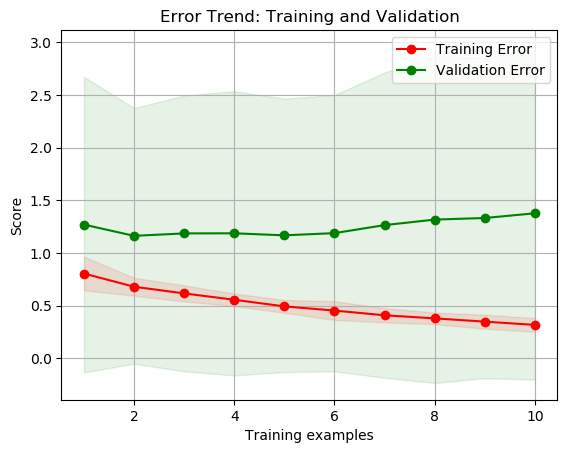 Error Trend: Training and Validation
Training Error
Validation Error
Score
3.0
2.5
2.0
1.5
1.0
0.5
0.0
2 4 6 8 10
Training examples